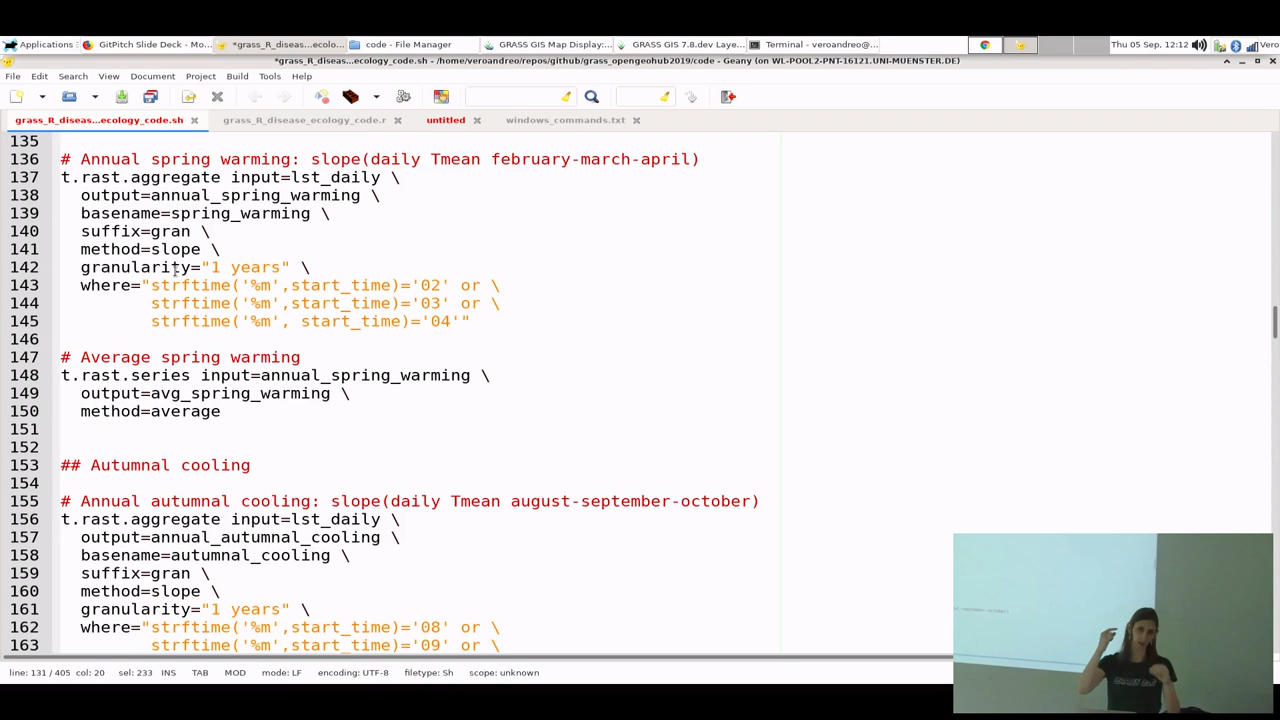 Applications
GitPitch Slide Deck - Mo...
*grass_R_diseas...ecolo...
code - File Manager
GRASS GIS Map Display:...
GRASS GIS 7.8.dev Laye...
Terminal - veroandreo@...
Thu 05 Sep, 12:12
Vero
*grass_R_diseas...ecology_code.sh - /home/veroandreo/repos/github/grass_opengeohub2019/code - Geany (on WL-POOL2-PNT-16121.UNI-MUENSTER.DE)
File Edit Search View Document Project Build Tools Help
grass_R_diseas...ecology_code.sh
grass_R_disease_ecology_code.r
untitled
windows_commands.txt
135
136 # Annual spring warming: slope(daily Tmean february-march-april)
137 t.rast.aggregate input=lst_daily \
138 output=annual_spring_warming \
139 basename=spring_warming \
140 suffix=gran \
141 method=slope \
142 granularity="1 years" \
143 where="strftime('%m',start_time)='02' or \
144 strftime('%m',start_time)='03' or \
145 strftime('%m', start_time)='04'"
146
147 # Average spring warming
148 t.rast.series input=annual_spring_warming \
149 output=avg_spring_warming \
150 method=average
151
152
153 ## Autumnal cooling
154
155 # Annual autumnal cooling: slope(daily Tmean august-september-october)
156 t.rast.aggregate input=lst_daily \
157 output=annual_autumnal_cooling \
158 basename=autumnal_cooling \
159 suffix=gran \
160 method=slope \
161 granularity="1 years" \
162 where="strftime('%m',start_time)='08' or \
163 strftime('%m',start_time)='09' or \
line: 131 / 405 col: 20 sel: 233 INS TAB MOD mode: LF encoding: UTF-8 filetype: Sh scope: unknown